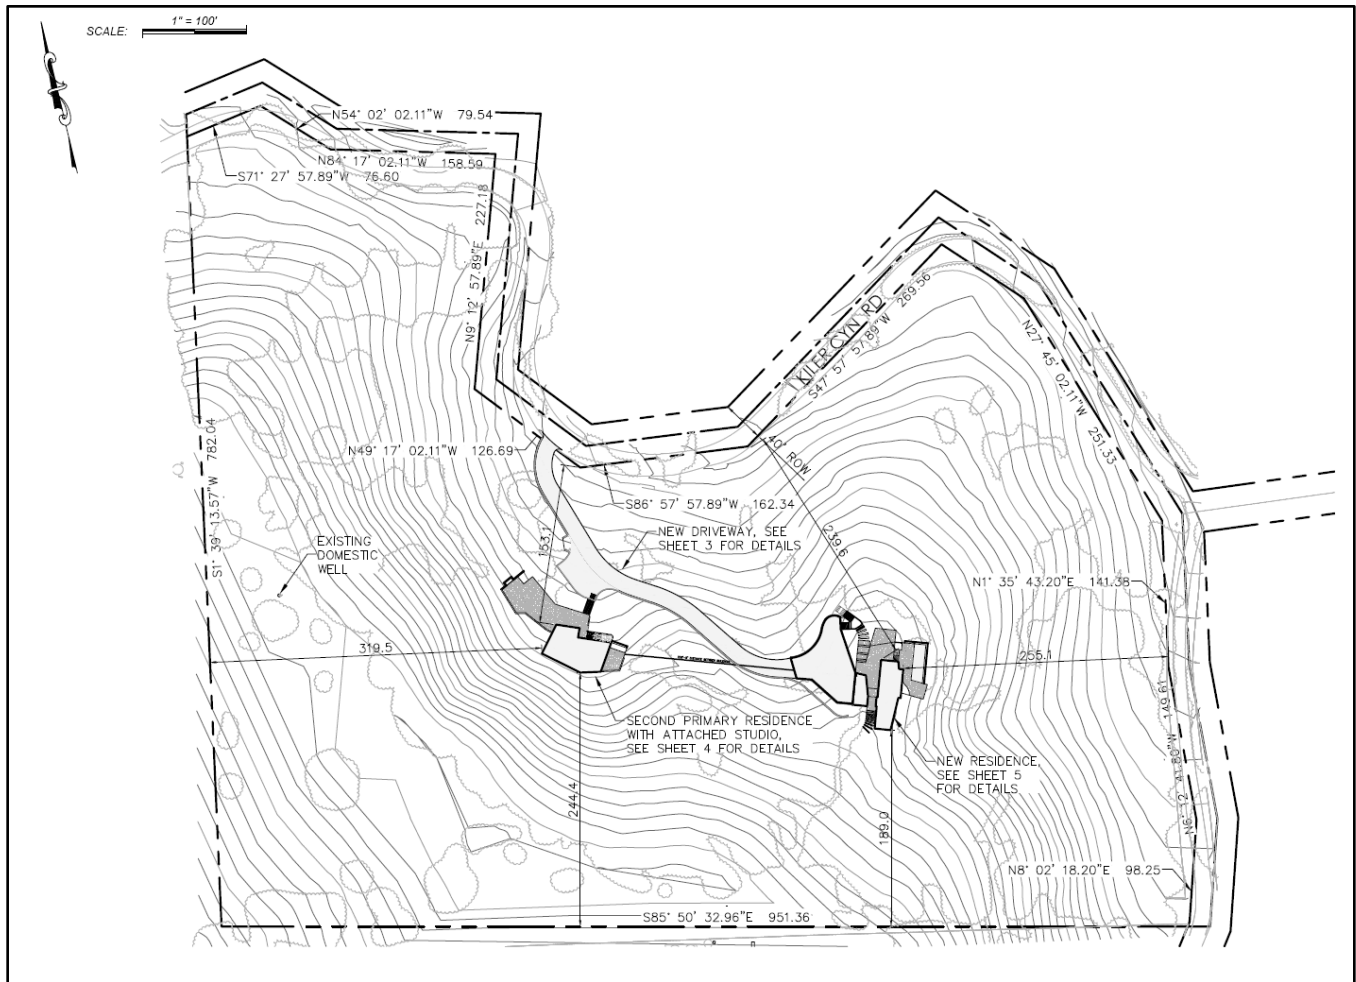 SCALE: 1" = 100'
N54° 02' 02.11"W 79.54
N84° 17' 02.11"W 158.59
S71° 27' 57.89"W 76.60
N9° 12' 57.89"E 227.18
KILER CYN RD
S47° 57' 57.89"W 269.56
N27° 45' 02.11"W 251.33
S1° 39' 13.57"W 782.04
N49° 17' 02.11"W 126.69
40' ROW
S86° 57' 57.89"W 162.34
EXISTING
DOMESTIC
WELL
153.1
NEW DRIVEWAY, SEE
SHEET 3 FOR DETAILS
239.6
N1° 35' 43.20"E 141.38
319.5
255.1
SECOND PRIMARY RESIDENCE
WITH ATTACHED STUDIO,
SEE SHEET 4 FOR DETAILS
NEW RESIDENCE,
SEE SHEET 5
FOR DETAILS
244.4
189.0
149.61
N8° 02' 18.20"E 98.25
S85° 50' 32.96"E 951.36